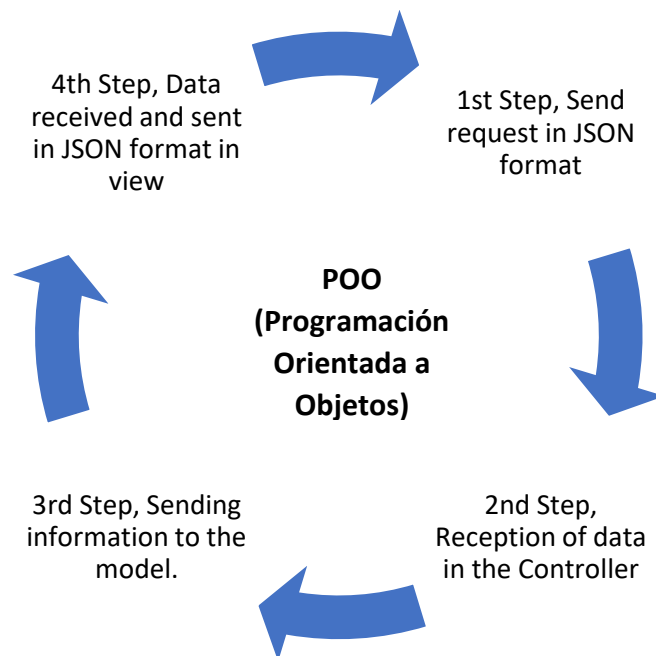 4th Step, Data
received and sent
in JSON format in
view
1st Step, Send
request in JSON
format
POO
(Programación
Orientada a
Objetos)
3rd Step, Sending
information to the
model.
2nd Step,
Reception of data
in the Controller